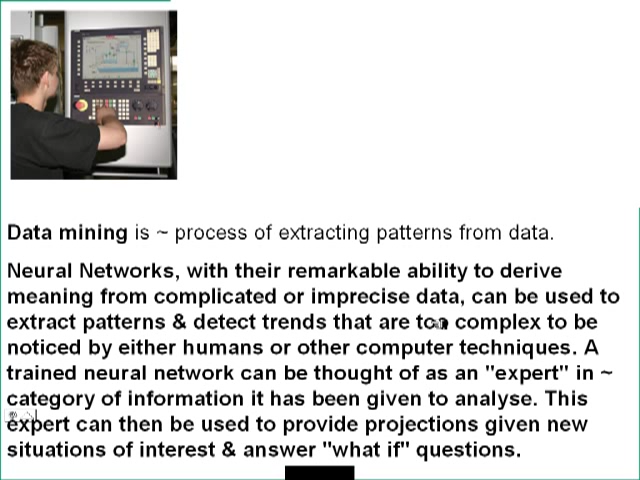 Data mining is ~ process of extracting patterns from data.
Neural Networks, with their remarkable ability to derive
meaning from complicated or imprecise data, can be used to
extract patterns & detect trends that are too complex to be
noticed by either humans or other computer techniques. A
trained neural network can be thought of as an "expert" in ~
category of information it has been given to analyse. This
expert can then be used to provide projections given new
situations of interest & answer "what if" questions.